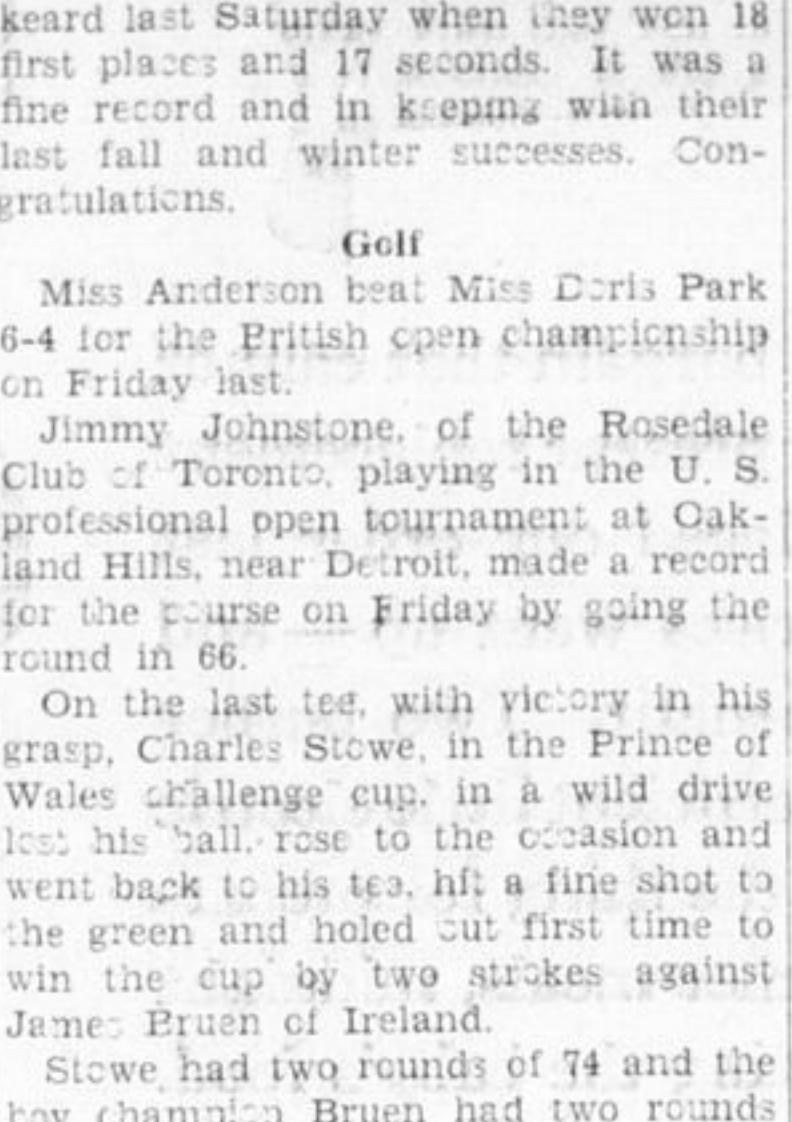 keard last Saturday when they won 18
first places and 17 seconds. It was a
fine record and in keeping with their
last fall and winter successes. Con-
gratulations.
Golf
Miss Anderson beat Miss Doris Park
6-4 for the British open championship
on Friday last.
Jimmy Johnstone, of the Rosedale
Club of Toronto, playing in the U. S.
professional open tournament at Oak-
land Hills, near Detroit, made a record
for the course on Friday by going the
round in 66.
On the last tee, with victory in his
grasp, Charles Stowe, in the Prince of
Wales challenge cup, in a wild drive
lost his ball, rose to the occasion and
went back to his tee, hit a fine shot to
the green and holed out first time to
win the cup by two strokes against
James Bruen of Ireland.
Stowe had two rounds of 74 and the
boy champion Bruen had two rounds